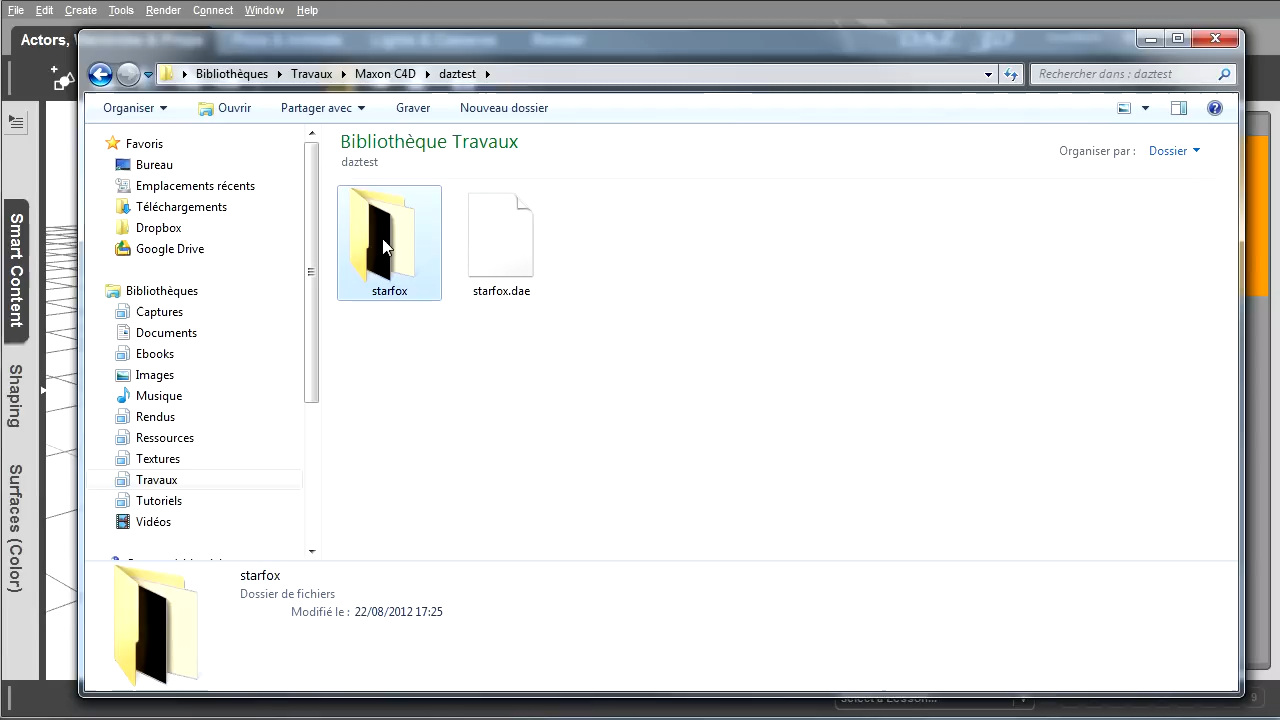 File Edit Create Tools Render Connect Window Help
Actors,
Bibliothèques Travaux Maxon C4D daztest
Rechercher dans : daztest
Organiser Ouvrir Partager avec Graver Nouveau dossier
Favoris
Bureau
Emplacements récents
Téléchargements
Dropbox
Google Drive
Bibliothèques
Captures
Documents
Ebooks
Images
Musique
Rendus
Ressources
Textures
Travaux
Tutoriels
Vidéos
Bibliothèque Travaux
daztest
Organiser par : Dossier
starfox
starfox.dae
starfox
Dossier de fichiers
Modifié le : 22/08/2012 17:25
Smart Content
Shaping
Surfaces (Color)
Select a Lesson...
9